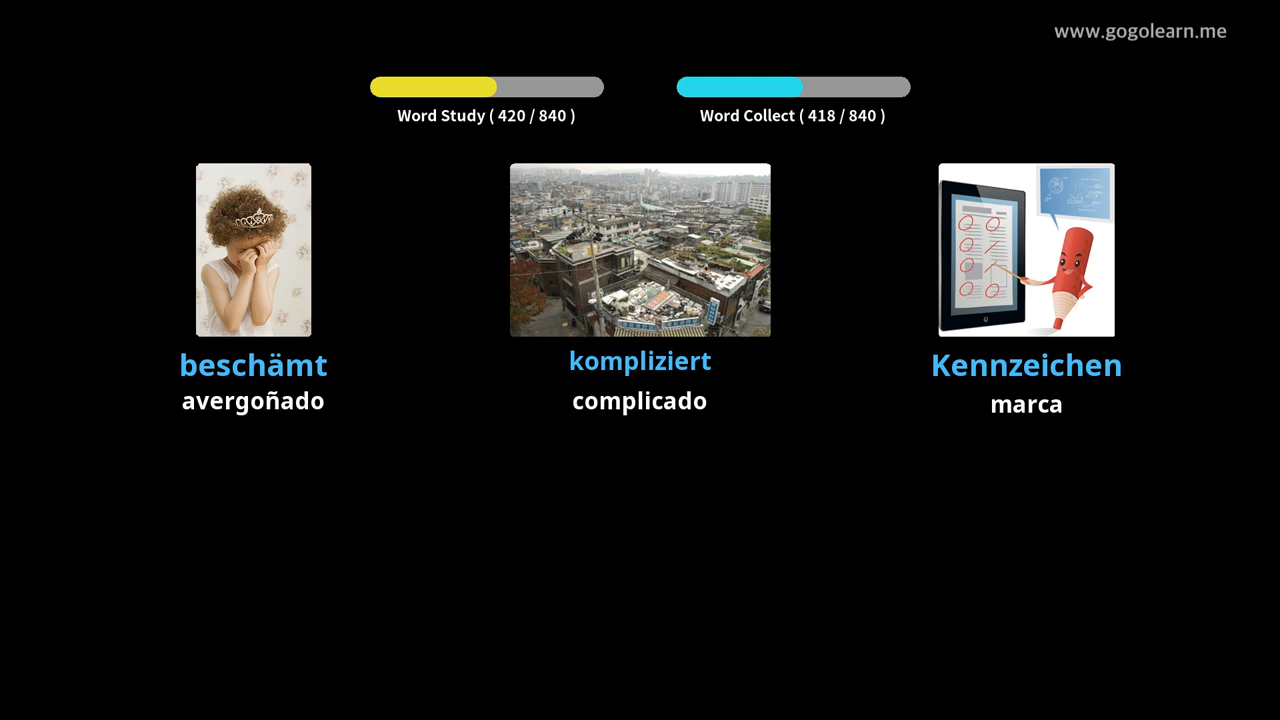 www.gogolearn.me
Word Study ( 420 / 840 )
Word Collect ( 418 / 840 )
beschämt
avergoñado
kompliziert
complicado
Kennzeichen
marca